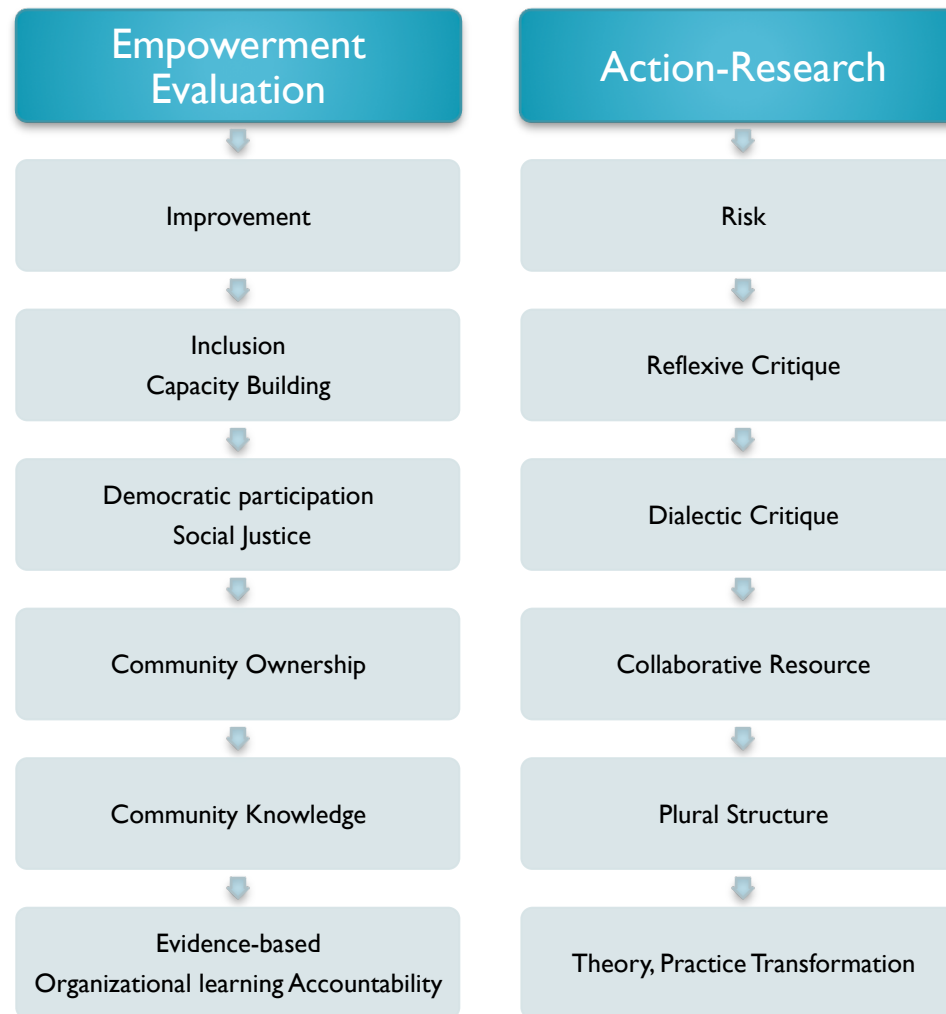 Empowerment
Evaluation
Improvement
Inclusion
Capacity Building
Democratic participation
Social Justice
Community Ownership
Community Knowledge
Evidence-based
Organizational learning Accountability
Action-Research
Risk
Reflexive Critique
Dialectic Critique
Collaborative Resource
Plural Structure
Theory, Practice Transformation